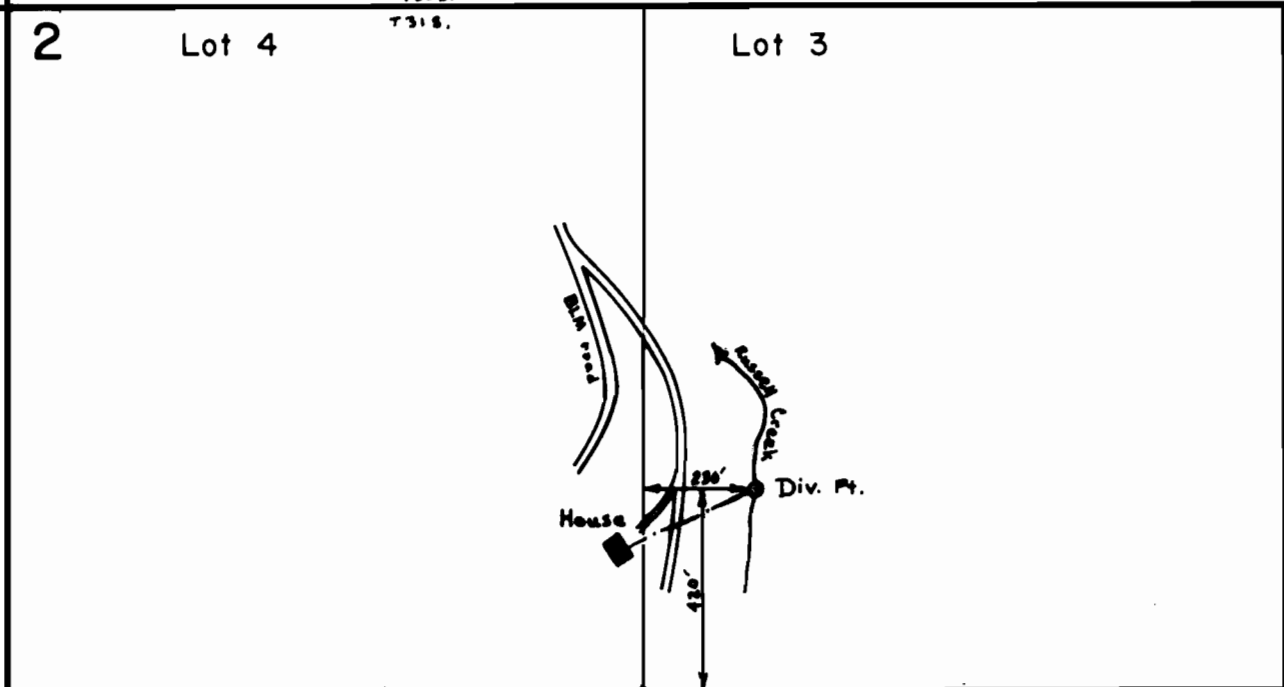 T31S.
2
Lot 4
Lot 3
BLM road
Russell Creek
230'
Div. Pt.
House
420'